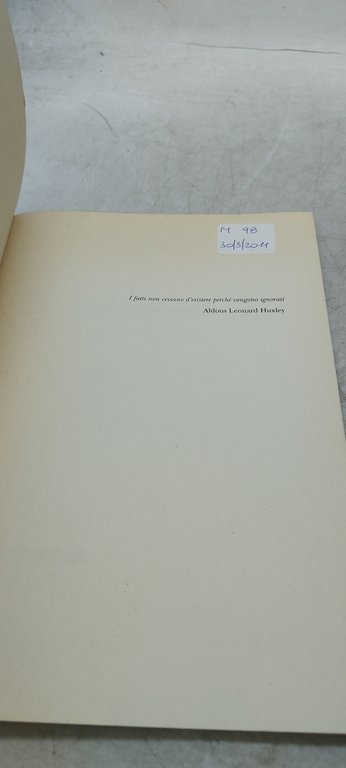 M 98
30/3/2011
I fatti non cessano d'esistere perché vengono ignorati
Aldous Leonard Huxley